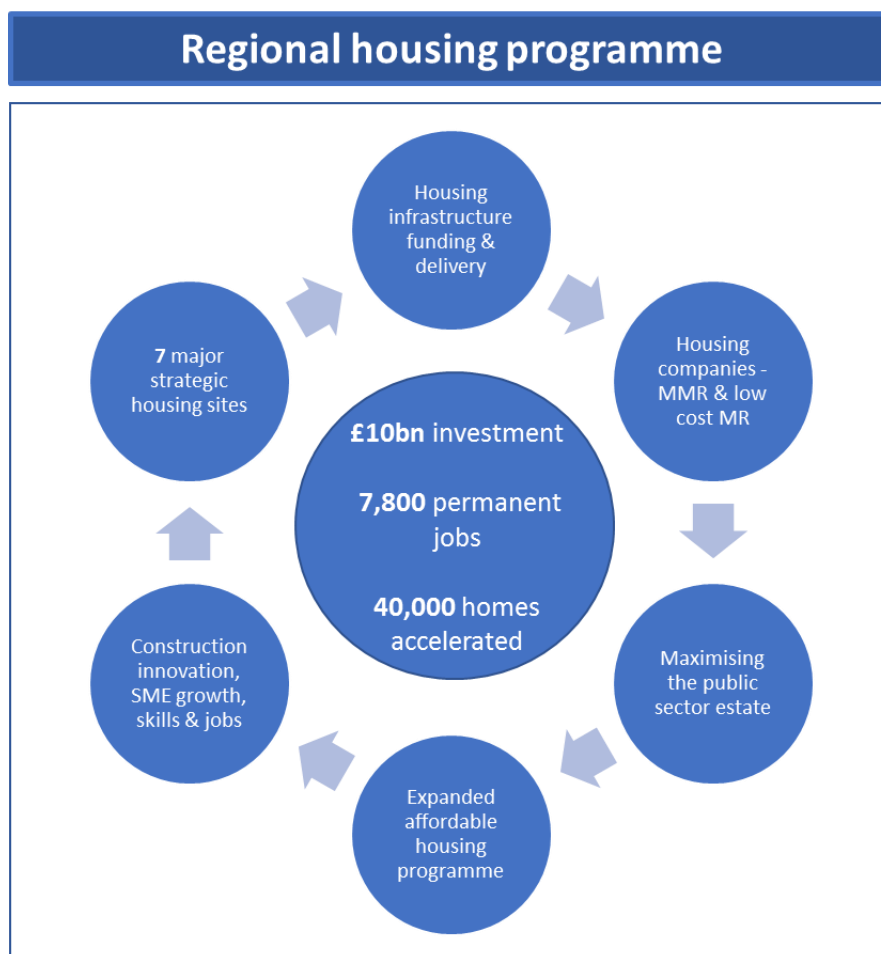 Regional housing programme
Housing
infrastructure
funding &
delivery
Housing
companies -
MMR & low
cost MR
Maximising
the public
sector estate
Expanded
affordable
housing
programme
Construction
innovation,
SME growth,
skills & jobs
7 major
strategic
housing sites
£10bn investment
7,800 permanent
jobs
40,000 homes
accelerated